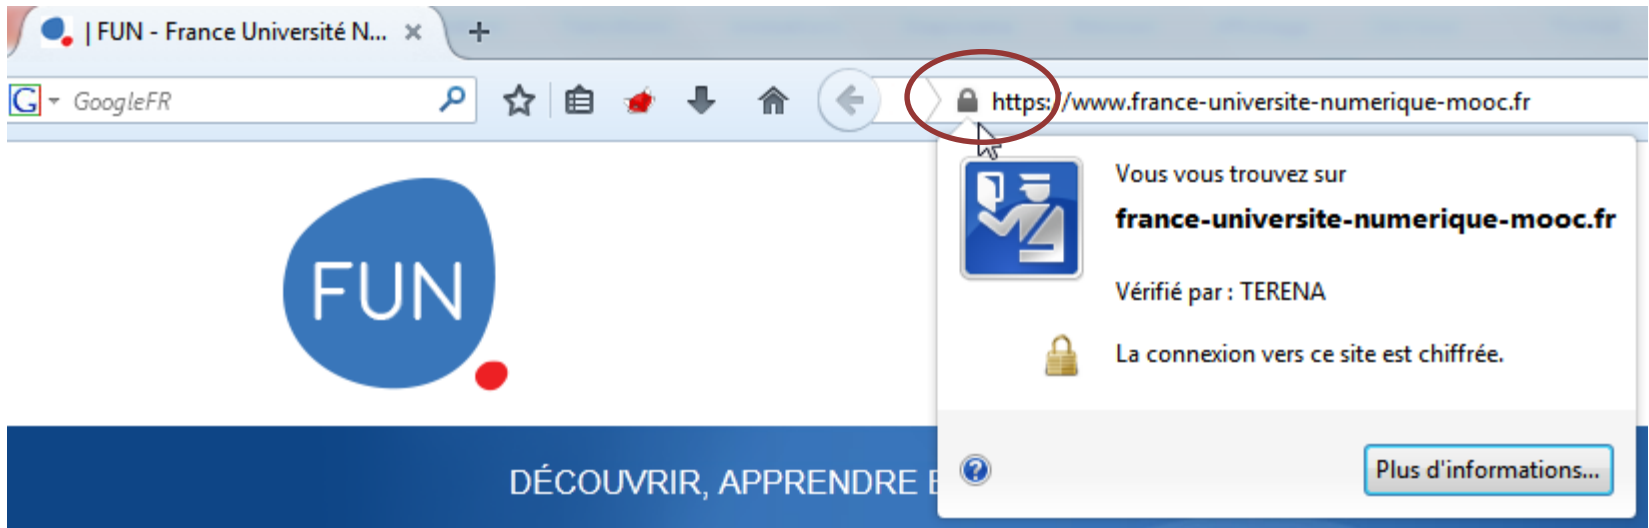 | FUN - France Université N...
GoogleFR
https://www.france-universite-numerique-mooc.fr
Vous vous trouvez sur
france-universite-numerique-mooc.fr
Vérifié par : TERENA
La connexion vers ce site est chiffrée.
Plus d'informations...
FUN
DÉCOUVRIR, APPRENDRE